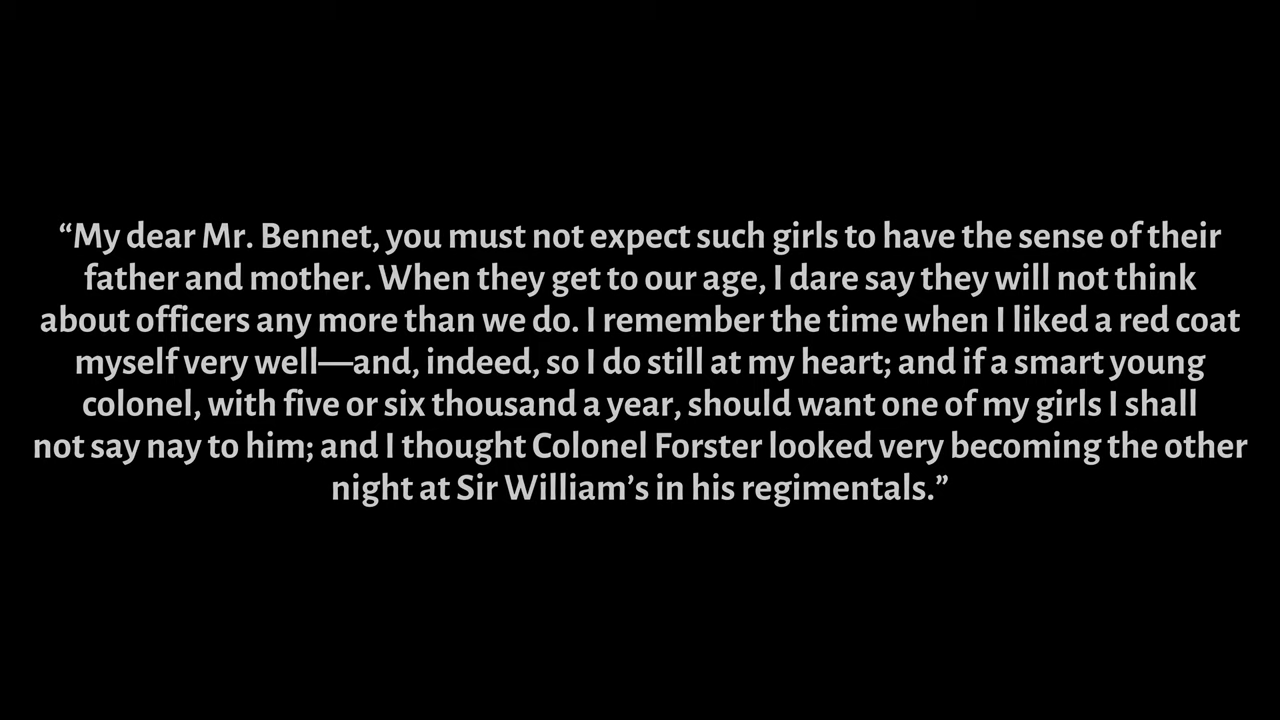 “My dear Mr. Bennet, you must not expect such girls to have the sense of their
father and mother. When they get to our age, I dare say they will not think
about officers any more than we do. I remember the time when I liked a red coat
myself very well—and, indeed, so I do still at my heart; and if a smart young
colonel, with five or six thousand a year, should want one of my girls I shall
not say nay to him; and I thought Colonel Forster looked very becoming the other
night at Sir William’s in his regimentals.”